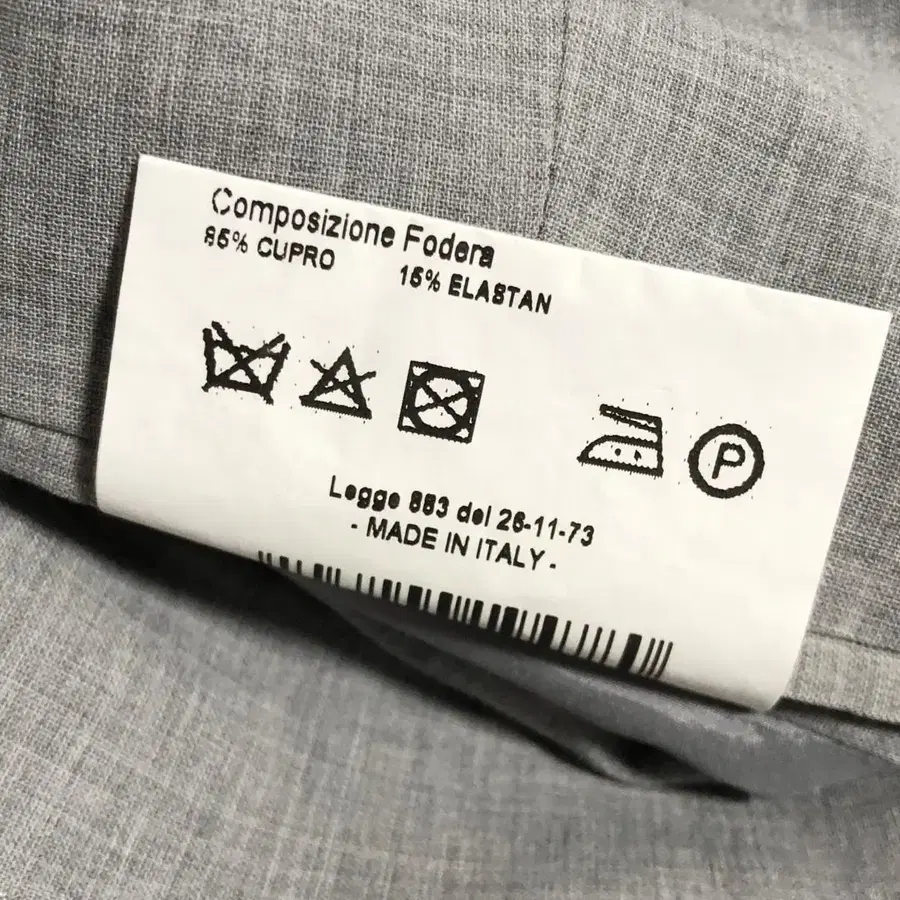 Composizione Fodera
85% CUPRO 15% ELASTAN
P
Legge 883 del 26-11-73
- MADE IN ITALY -